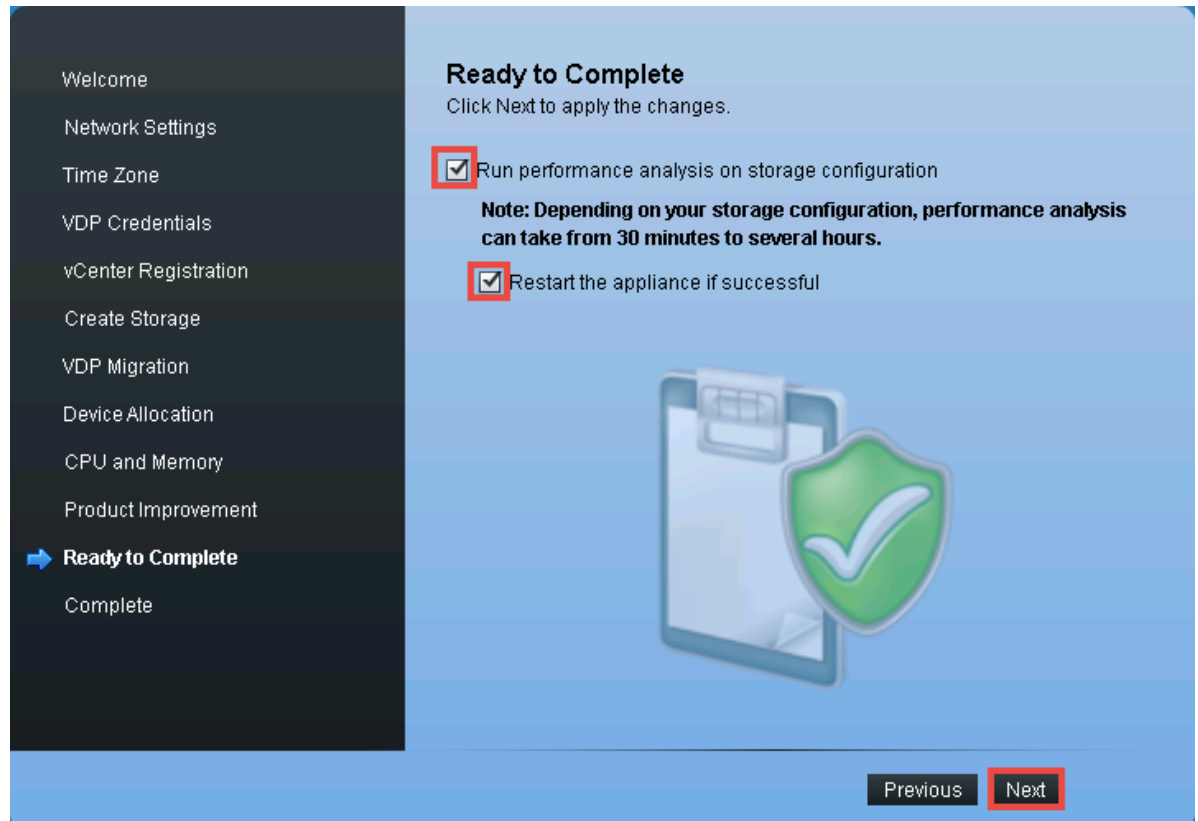 Welcome
Network Settings
Time Zone
VDP Credentials
vCenter Registration
Create Storage
VDP Migration
Device Allocation
CPU and Memory
Product Improvement
Ready to Complete
Complete
Ready to Complete
Click Next to apply the changes.
Run performance analysis on storage configuration
Note: Depending on your storage configuration, performance analysis
can take from 30 minutes to several hours.
Restart the appliance if successful
Previous
Next